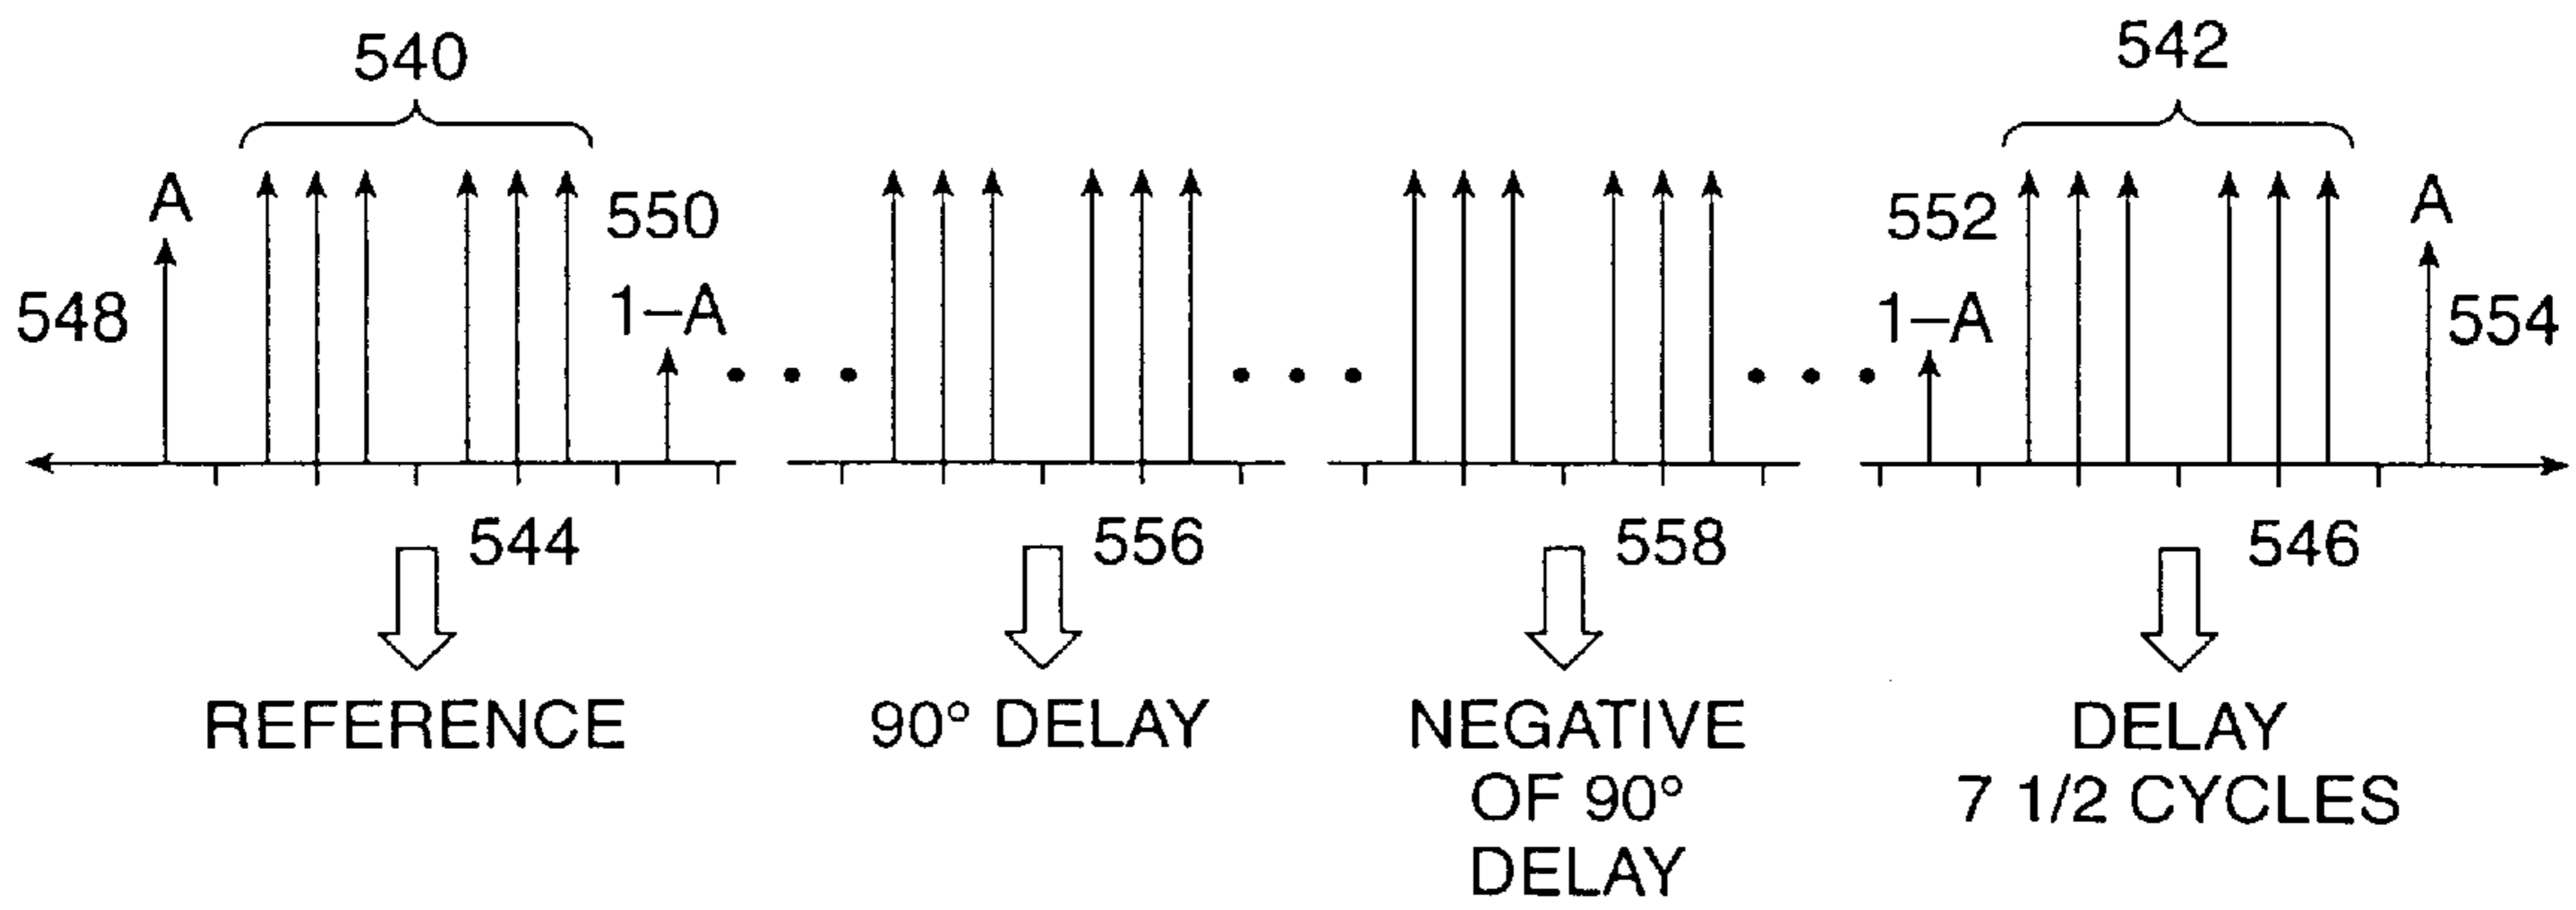 540
542
A
550
552
A
548
1–A
1–A
554
544
556
558
546
REFERENCE
90° DELAY
NEGATIVE
OF 90°
DELAY
DELAY
7 1/2 CYCLES